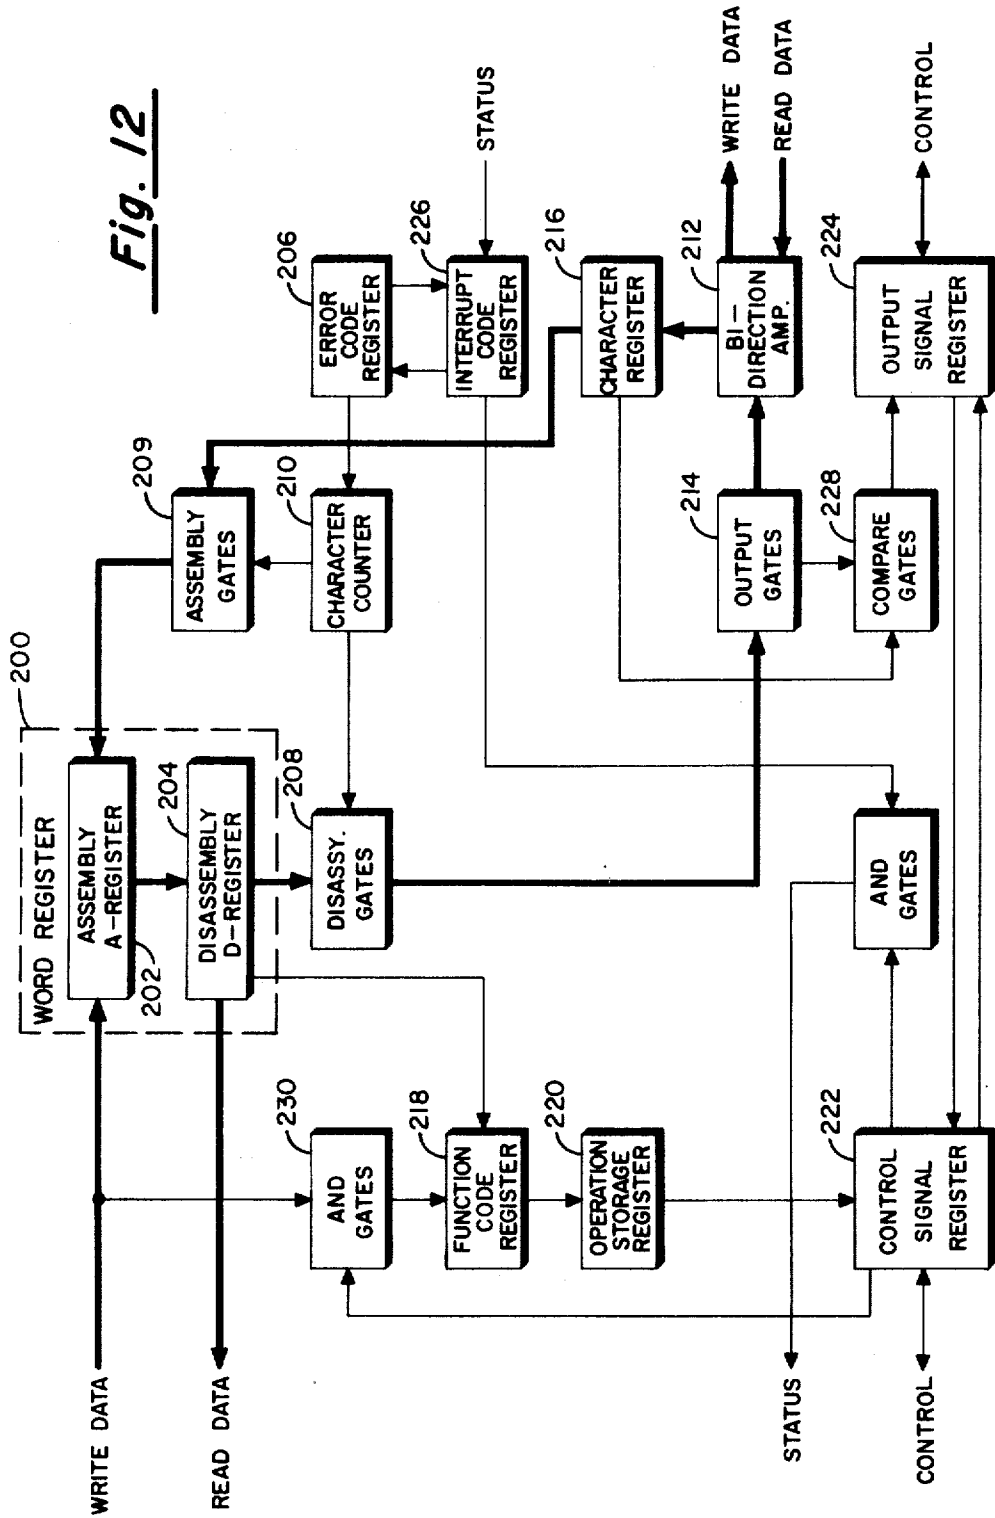 Fig. 12
WORD REGISTER
200
ASSEMBLY
A-REGISTER
202
DISASSEMBLY
D-REGISTER
204
WRITE DATA
READ DATA
230
AND
GATES
218
FUNCTION
CODE
REGISTER
220
OPERATION
STORAGE
REGISTER
222
CONTROL
SIGNAL
REGISTER
STATUS
CONTROL
208
DISASSY.
GATES
AND
GATES
209
ASSEMBLY
GATES
210
CHARACTER
COUNTER
214
OUTPUT
GATES
228
COMPARE
GATES
206
ERROR
CODE
REGISTER
226
INTERRUPT
CODE
REGISTER
216
CHARACTER
REGISTER
212
BI-
DIRECTION
AMP.
224
OUTPUT
SIGNAL
REGISTER
STATUS
WRITE DATA
READ DATA
CONTROL